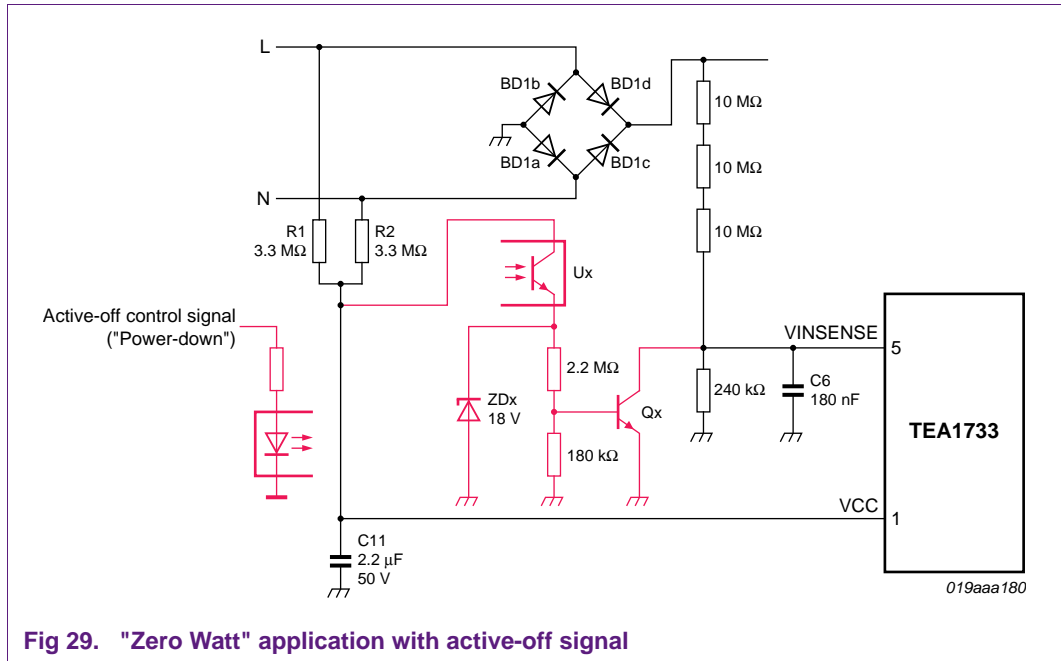 L
BD1b
BD1d
10 MΩ
10 MΩ
10 MΩ
BD1a
BD1c
N
R1
3.3 MΩ
R2
3.3 MΩ
Ux
Active-off control signal
("Power-down")
2.2 MΩ
ZDx
18 V
Qx
180 kΩ
VINSENSE
5
240 kΩ
C6
180 nF
TEA1733
VCC
1
C11
2.2 μF
50 V
019aaa180
Fig 29. "Zero Watt" application with active-off signal